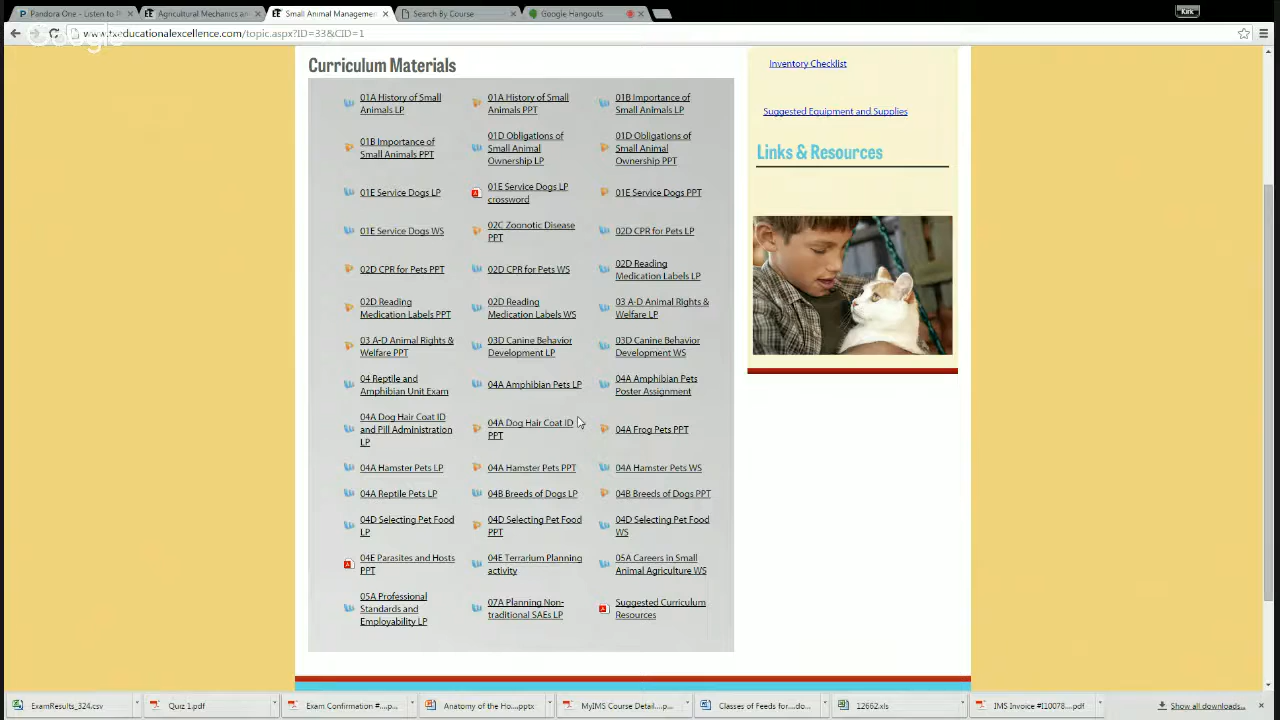 Pandora One - Listen to Fr
Agricultural Mechanics an
Small Animal Managemen
Search By Course
Google Hangouts
Kirk
www.txeducationalexcellence.com/topic.aspx?ID=33&CID=1
Google
Curriculum Materials
01A History of Small
Animals LP
01A History of Small
Animals PPT
01B Importance of
Small Animals LP
01B Importance of
Small Animals PPT
01D Obligations of
Small Animal
Ownership LP
01D Obligations of
Small Animal
Ownership PPT
01E Service Dogs LP
01E Service Dogs LP
crossword
01E Service Dogs PPT
01E Service Dogs WS
02C Zoonotic Disease
PPT
02D CPR for Pets LP
02D CPR for Pets PPT
02D CPR for Pets WS
02D Reading
Medication Labels LP
02D Reading
Medication Labels PPT
02D Reading
Medication Labels WS
03 A-D Animal Rights &
Welfare LP
03 A-D Animal Rights &
Welfare PPT
03D Canine Behavior
Development LP
03D Canine Behavior
Development WS
04 Reptile and
Amphibian Unit Exam
04A Amphibian Pets LP
04A Amphibian Pets
Poster Assignment
04A Dog Hair Coat ID
and Pill Administration
LP
04A Dog Hair Coat ID
PPT
04A Frog Pets PPT
04A Hamster Pets LP
04A Hamster Pets PPT
04A Hamster Pets WS
04A Reptile Pets LP
04B Breeds of Dogs LP
04B Breeds of Dogs PPT
04D Selecting Pet Food
LP
04D Selecting Pet Food
PPT
04D Selecting Pet Food
WS
04E Parasites and Hosts
PPT
04E Terrarium Planning
activity
05A Careers in Small
Animal Agriculture WS
05A Professional
Standards and
Employability LP
07A Planning Non-
traditional SAEs LP
Suggested Curriculum
Resources
Inventory Checklist
Suggested Equipment and Supplies
Links & Resources
ExamResults_324.csv
Quiz 1.pdf
Exam Confirmation #....pdf
Anatomy of the Ho....pptx
MyIMS Course Detail....pdf
Classes of Feeds for....doc
12662.xls
IMS Invoice #110078....pdf
Show all downloads...